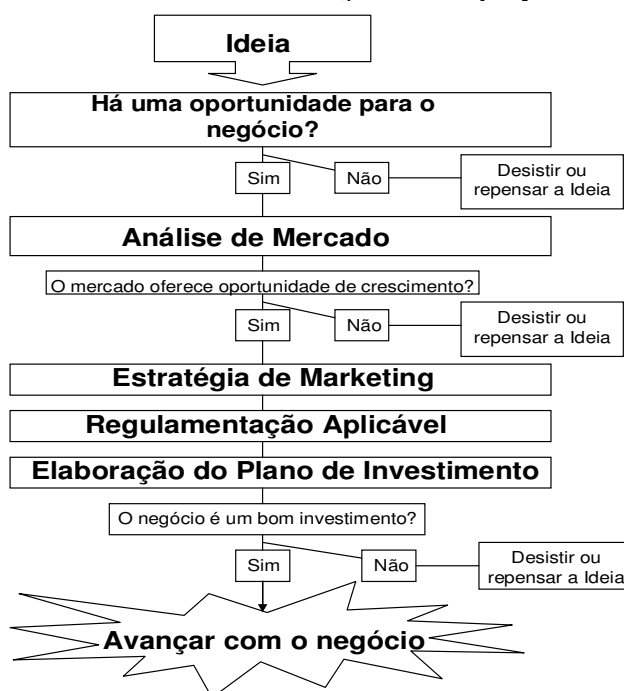 Ideia
Há uma oportunidade para o
negócio?
Sim
Não
Desistir ou
repensar a Ideia
Análise de Mercado
O mercado oferece oportunidade de crescimento?
Sim
Não
Desistir ou
repensar a Ideia
Estratégia de Marketing
Regulamentação Aplicável
Elaboração do Plano de Investimento
O negócio é um bom investimento?
Sim
Não
Desistir ou
repensar a Ideia
Avançar com o negócio